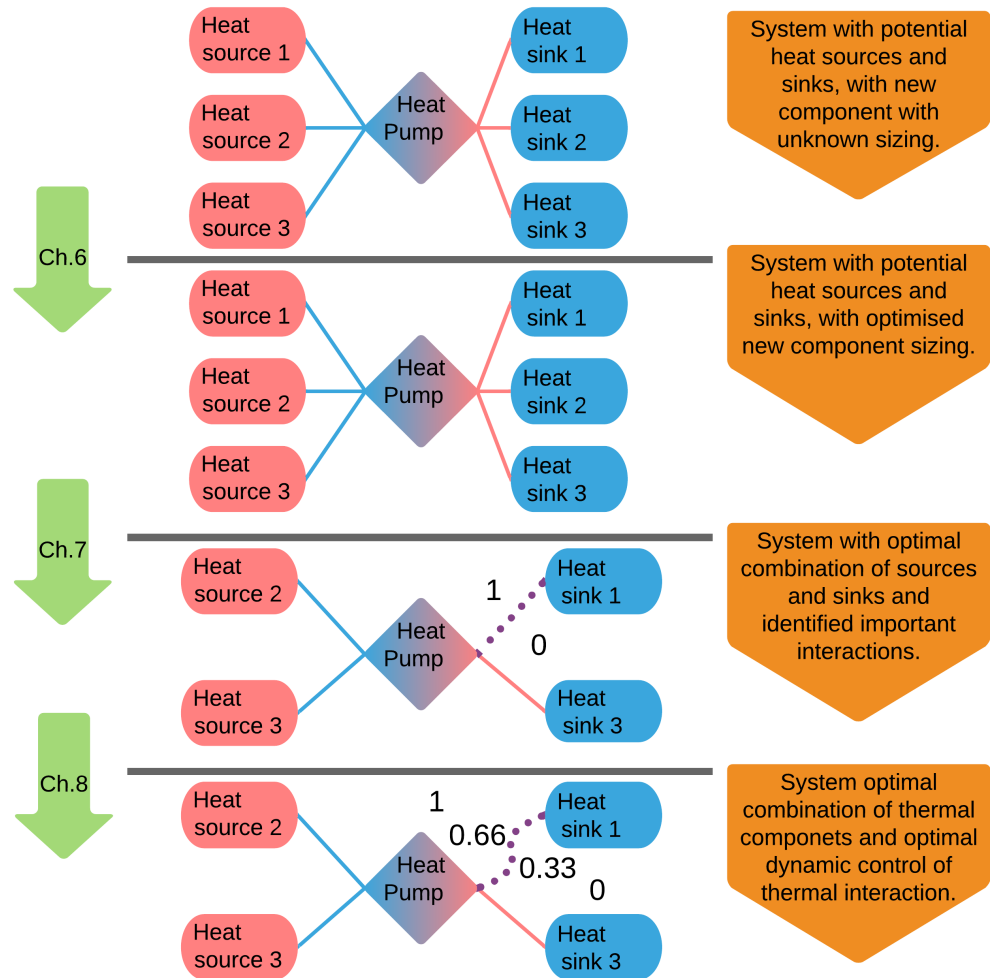 Heat
source 1
Heat
source 2
Heat
source 3
Heat
Pump
Heat
sink 1
Heat
sink 2
Heat
sink 3
System with potential
heat sources and
sinks, with new
component with
unknown sizing.
Ch.6
Heat
source 1
Heat
source 2
Heat
source 3
Heat
Pump
Heat
sink 1
Heat
sink 2
Heat
sink 3
System with potential
heat sources and
sinks, with optimised
new component sizing.
Ch.7
Heat
source 2
Heat
source 3
Heat
Pump
1
0
Heat
sink 1
Heat
sink 3
System with optimal
combination of sources
and sinks and
identified important
interactions.
Ch.8
Heat
source 2
Heat
source 3
Heat
Pump
1
0.66
0.33
0
Heat
sink 1
Heat
sink 3
System optimal
combination of thermal
componets and optimal
dynamic control of
thermal interaction.